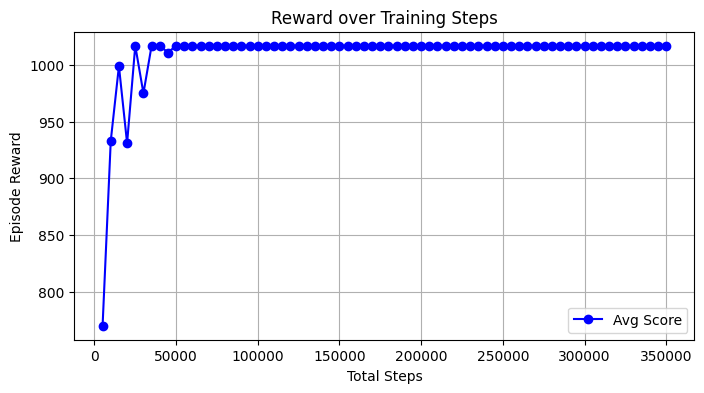 Reward over Training Steps
Episode Reward
1000
950
900
850
800
0 50000 100000 150000 200000 250000 300000 350000
Total Steps
Avg Score